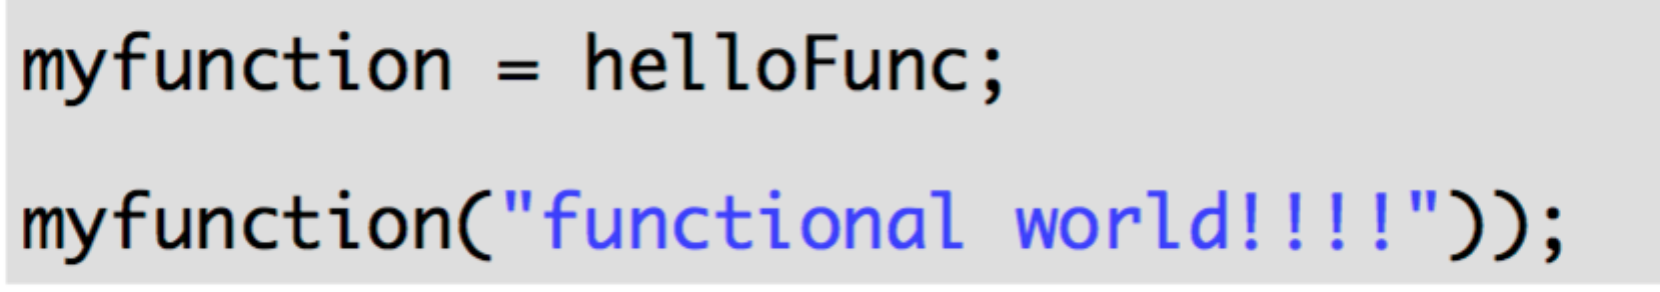 myfunction = helloFunc;
myfunction("functional world!!!!"));